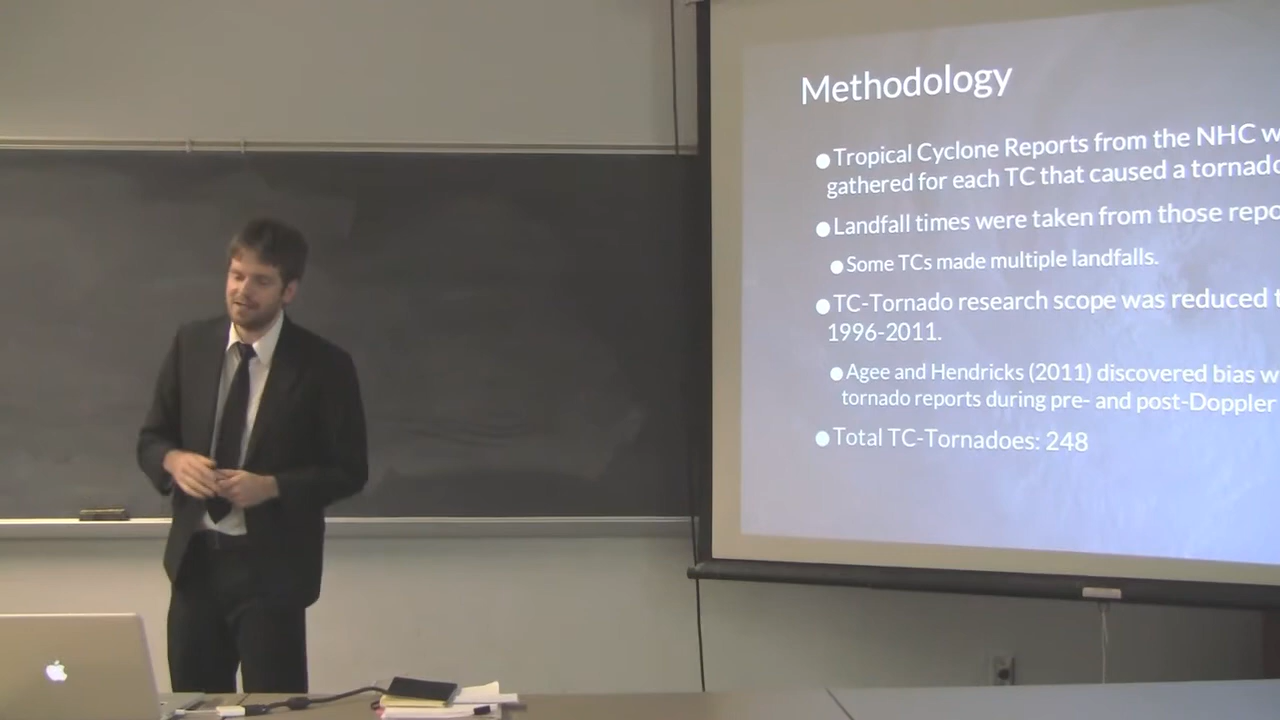 Methodology
●Tropical Cyclone Reports from the NHC
gathered for each TC that caused a
●Landfall times were taken from those
●Some TCs made multiple landfalls.
●TC-Tornado research scope was reduced
1996-2011.
●Agee and Hendricks (2011) discovered bias
tornado reports during pre- and post-Doppler
●Total TC-Tornadoes: 248